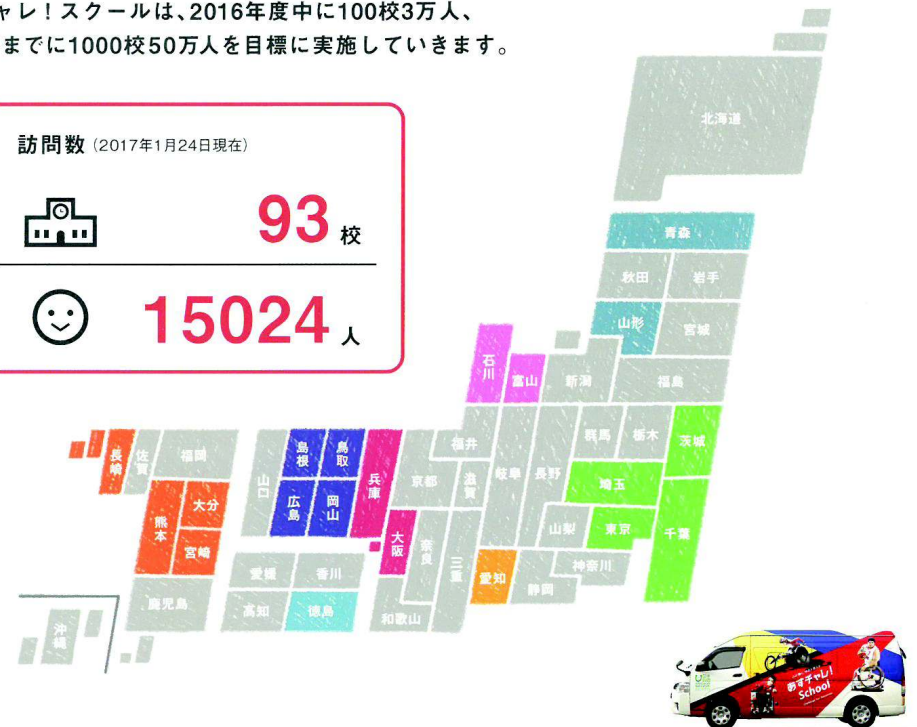 ャレ！スクールは、2016年度中に100校3万人、
までに1000校50万人を目標に実施していきます。
訪問数（2017年1月24日現在）
93校
15024人
北海道
青森
秋田
岩手
山形
宮城
石川
富山
新潟
福島
長崎
佐賀
福岡
山口
島根
鳥取
兵庫
京都
福井
滋賀
岐阜
長野
群馬
栃木
茨城
埼玉
熊本
大分
広島
岡山
大阪
奈良
三重
山梨
東京
千葉
宮崎
愛媛
香川
愛知
静岡
神奈川
鹿児島
高知
徳島
和歌山
沖縄
あすチャレ！
School